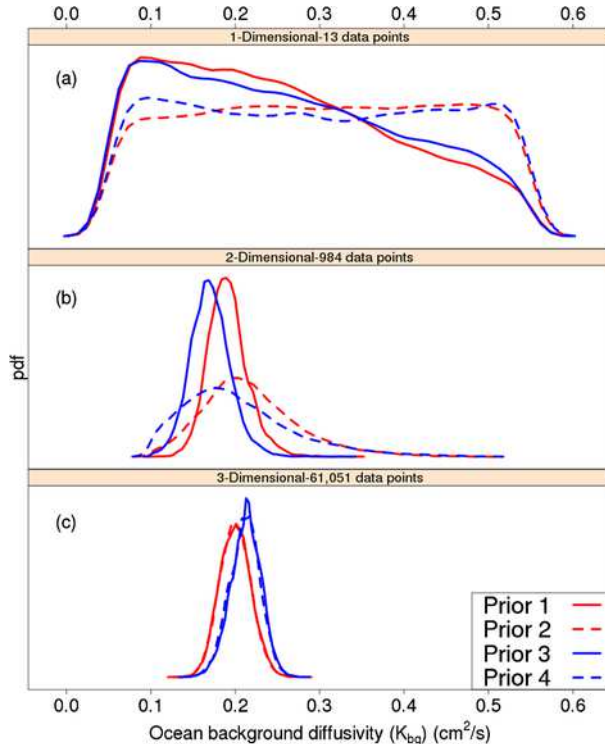 0.0 0.1 0.2 0.3 0.4 0.5 0.6
1-Dimensional-13 data points
(a)
2-Dimensional-984 data points
(b)
pdf
3-Dimensional-61,051 data points
(c)
Prior 1
Prior 2
Prior 3
Prior 4
0.0 0.1 0.2 0.3 0.4 0.5 0.6
Ocean background diffusivity (K_bg) (cm²/s)